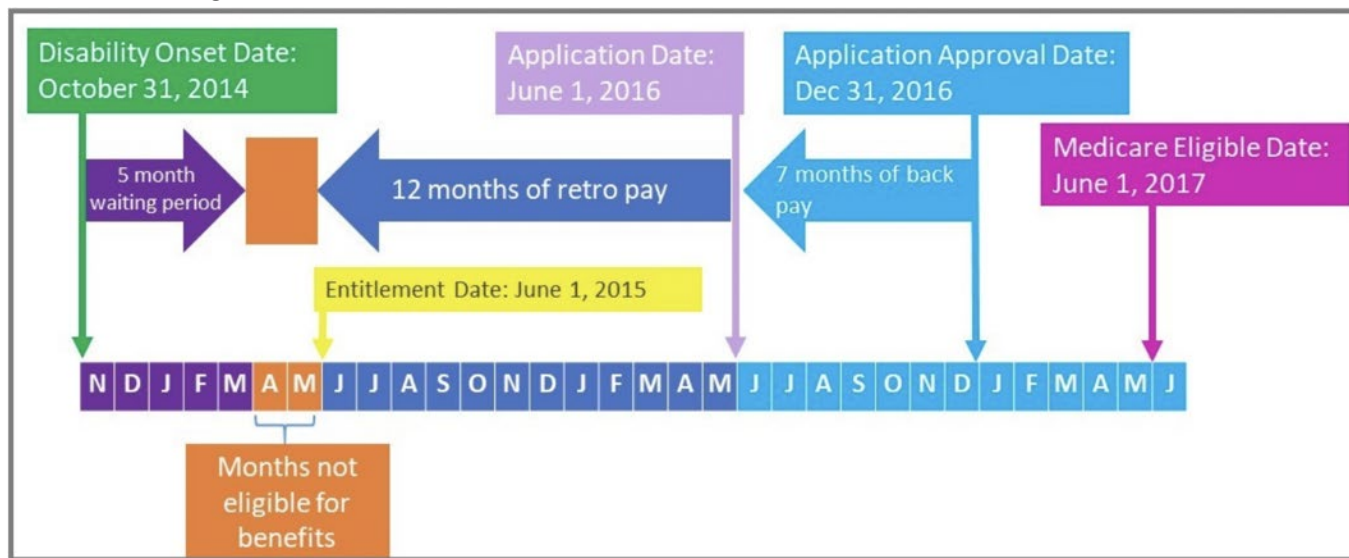 Disability Onset Date:
October 31, 2014
Application Date:
June 1, 2016
Application Approval Date:
Dec 31, 2016
Medicare Eligible Date:
June 1, 2017
5 month
waiting period
12 months of retro pay
7 months of back
pay
Entitlement Date: June 1, 2015
N D J F M A M J J A S O N D J F M A M J J A S O N D J F M A M J
Months not
eligible for
benefits